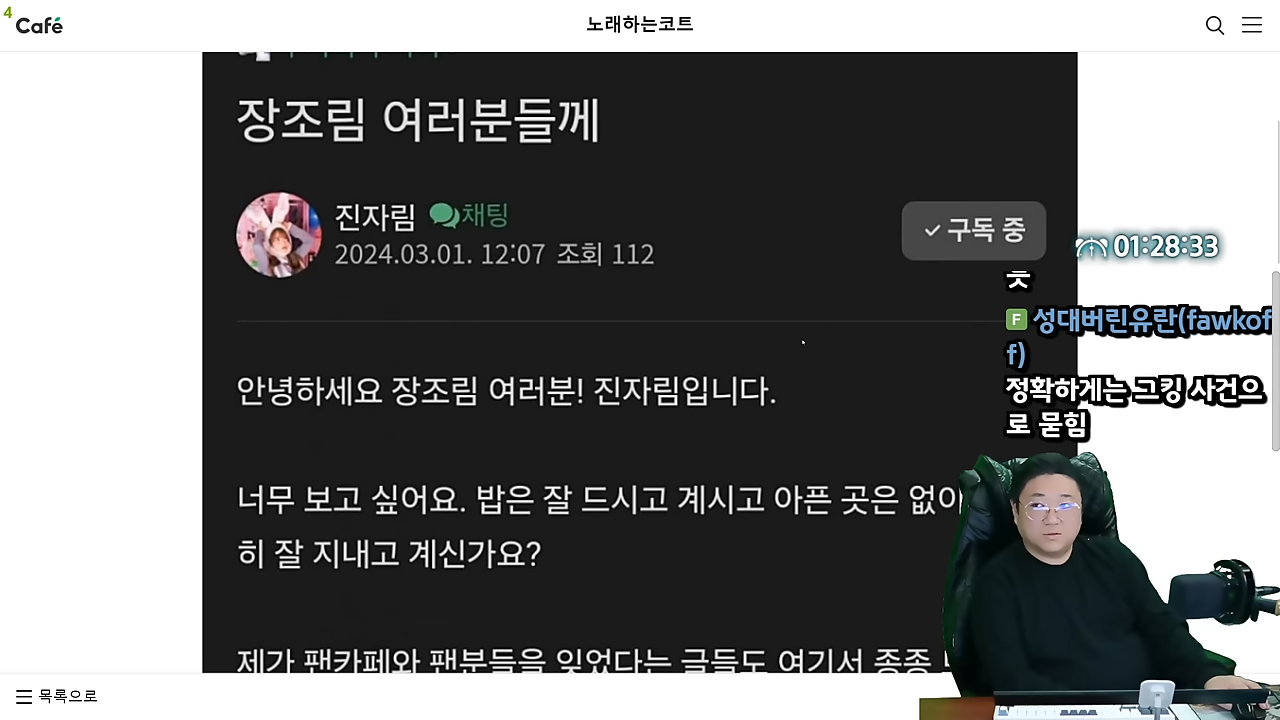 4
Café
노래하는코트
장조림 여러분들께
진자림 채팅
2024.03.01. 12:07 조회 112
구독 중
01:28:33
ㅊ
F 성대버린유란(fawkof
f)
정확하게는 그킹 사건으
로 묻힘
안녕하세요 장조림 여러분! 진자림입니다.
너무 보고 싶어요. 밥은 잘 드시고 계시고 아픈 곳은 없이
히 잘 지내고 계신가요?
제가 팬카페와 팬분들을 잊었다는 글들도 여기서 종종
목록으로